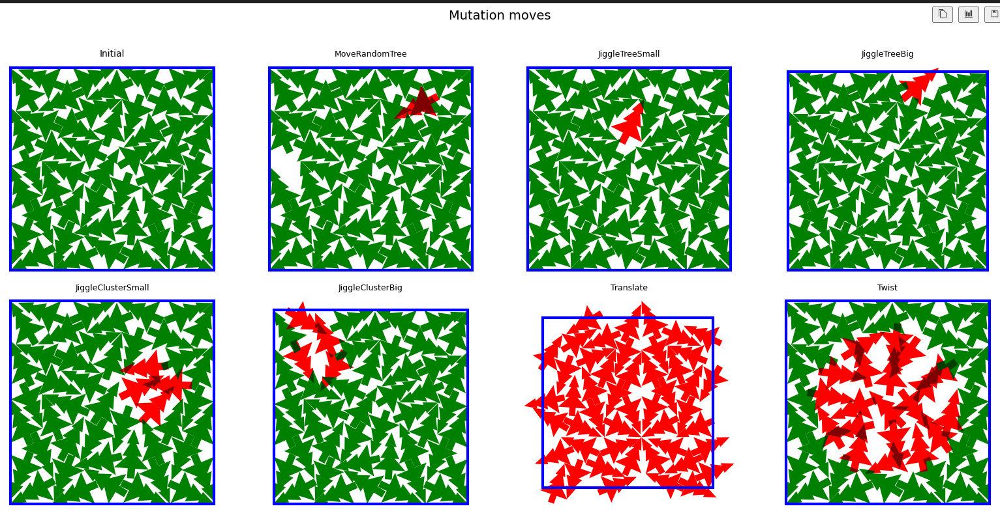 Mutation moves
Initial
MoveRandomTree
JiggleTreeSmall
JiggleTreeBig
JiggleClusterSmall
JiggleClusterBig
Translate
Twist